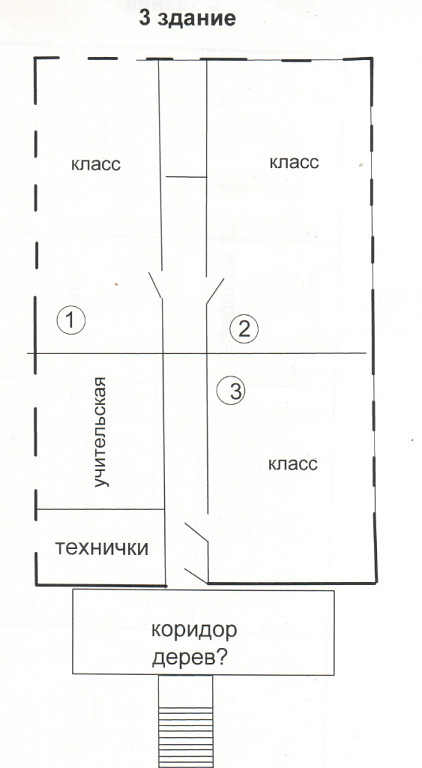 3 здание
класс
класс
1
2
3
учительская
класс
технички
коридор
дерев?